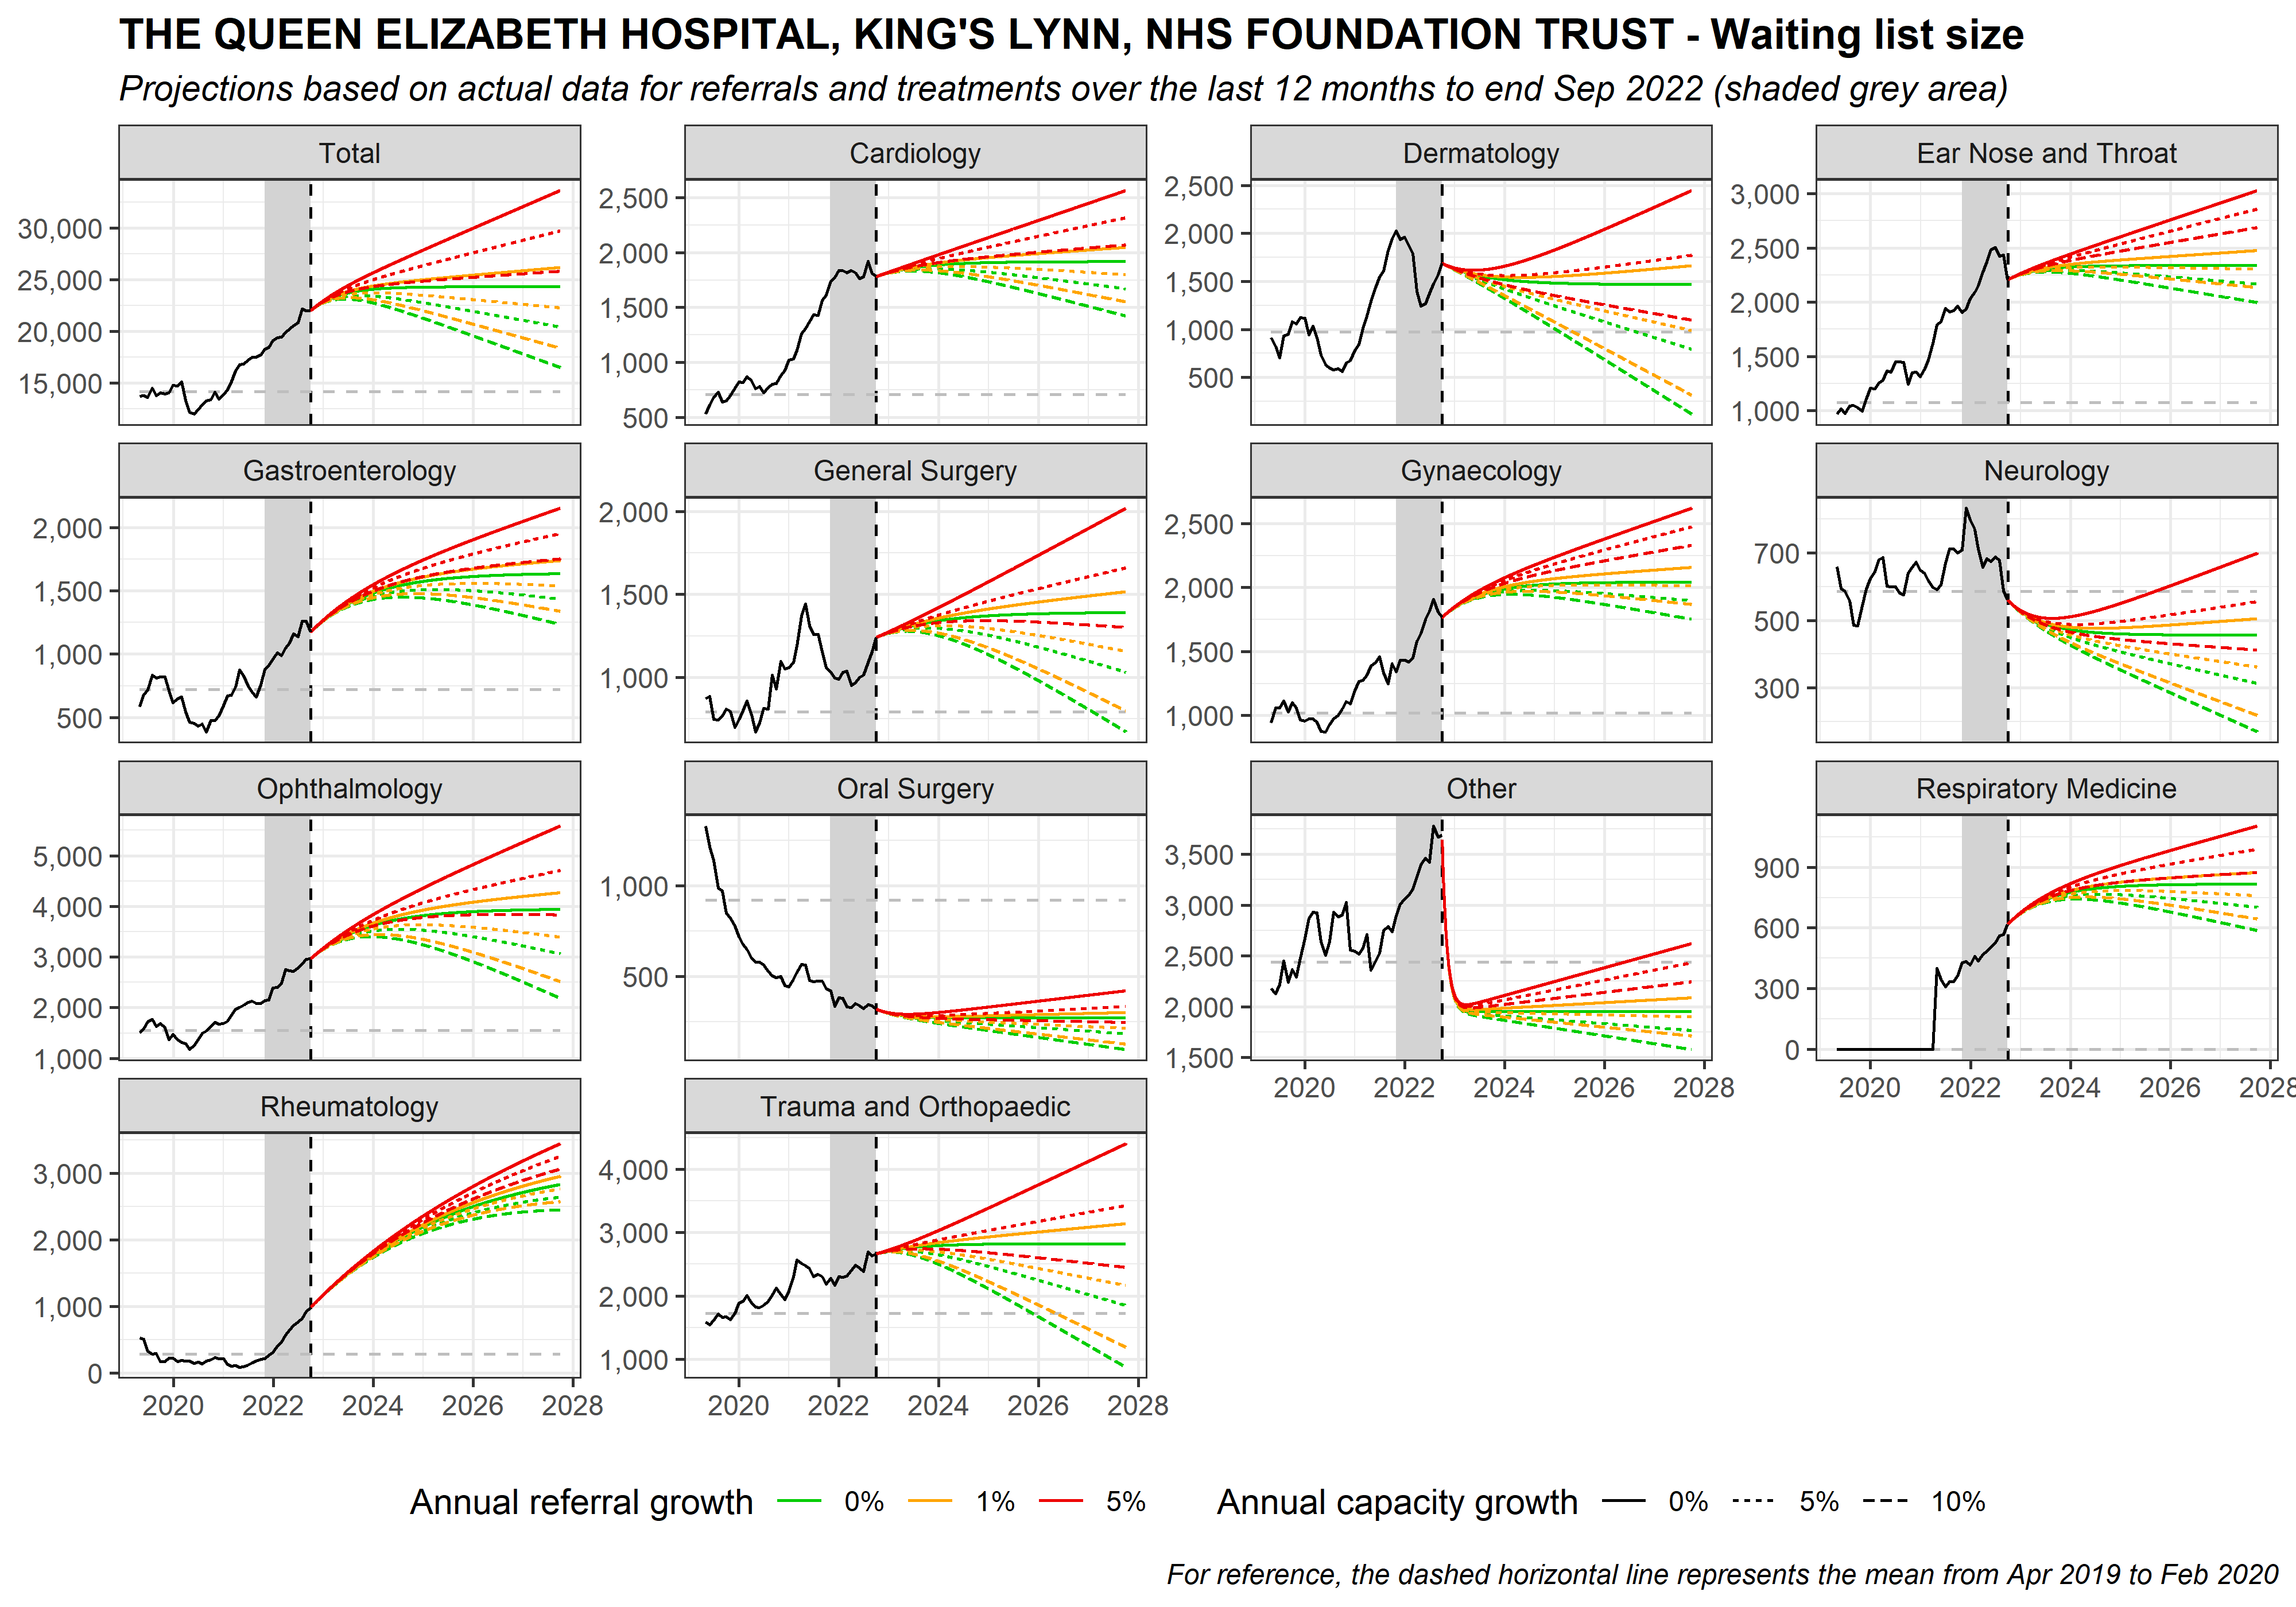 THE QUEEN ELIZABETH HOSPITAL, KING'S LYNN, NHS FOUNDATION TRUST - Waiting list size
Projections based on actual data for referrals and treatments over the last 12 months to end Sep 2022 (shaded grey area)
Total
30,000
25,000
20,000
15,000
Cardiology
2,500
2,000
1,500
1,000
500
Dermatology
2,500
2,000
1,500
1,000
500
Ear Nose and Throat
3,000
2,500
2,000
1,500
1,000
Gastroenterology
2,000
1,500
1,000
500
General Surgery
2,000
1,500
1,000
Gynaecology
2,500
2,000
1,500
1,000
Neurology
700
500
300
Ophthalmology
5,000
4,000
3,000
2,000
1,000
Oral Surgery
1,000
500
Other
3,500
3,000
2,500
2,000
1,500
2020 2022 2024 2026 2028
Respiratory Medicine
900
600
300
0
2020 2022 2024 2026 2028
Rheumatology
3,000
2,000
1,000
0
2020 2022 2024 2026 2028
Trauma and Orthopaedic
4,000
3,000
2,000
1,000
2020 2022 2024 2026 2028
Annual referral growth 0% 1% 5% Annual capacity growth 0% 5% 10%
For reference, the dashed horizontal line represents the mean from Apr 2019 to Feb 2020